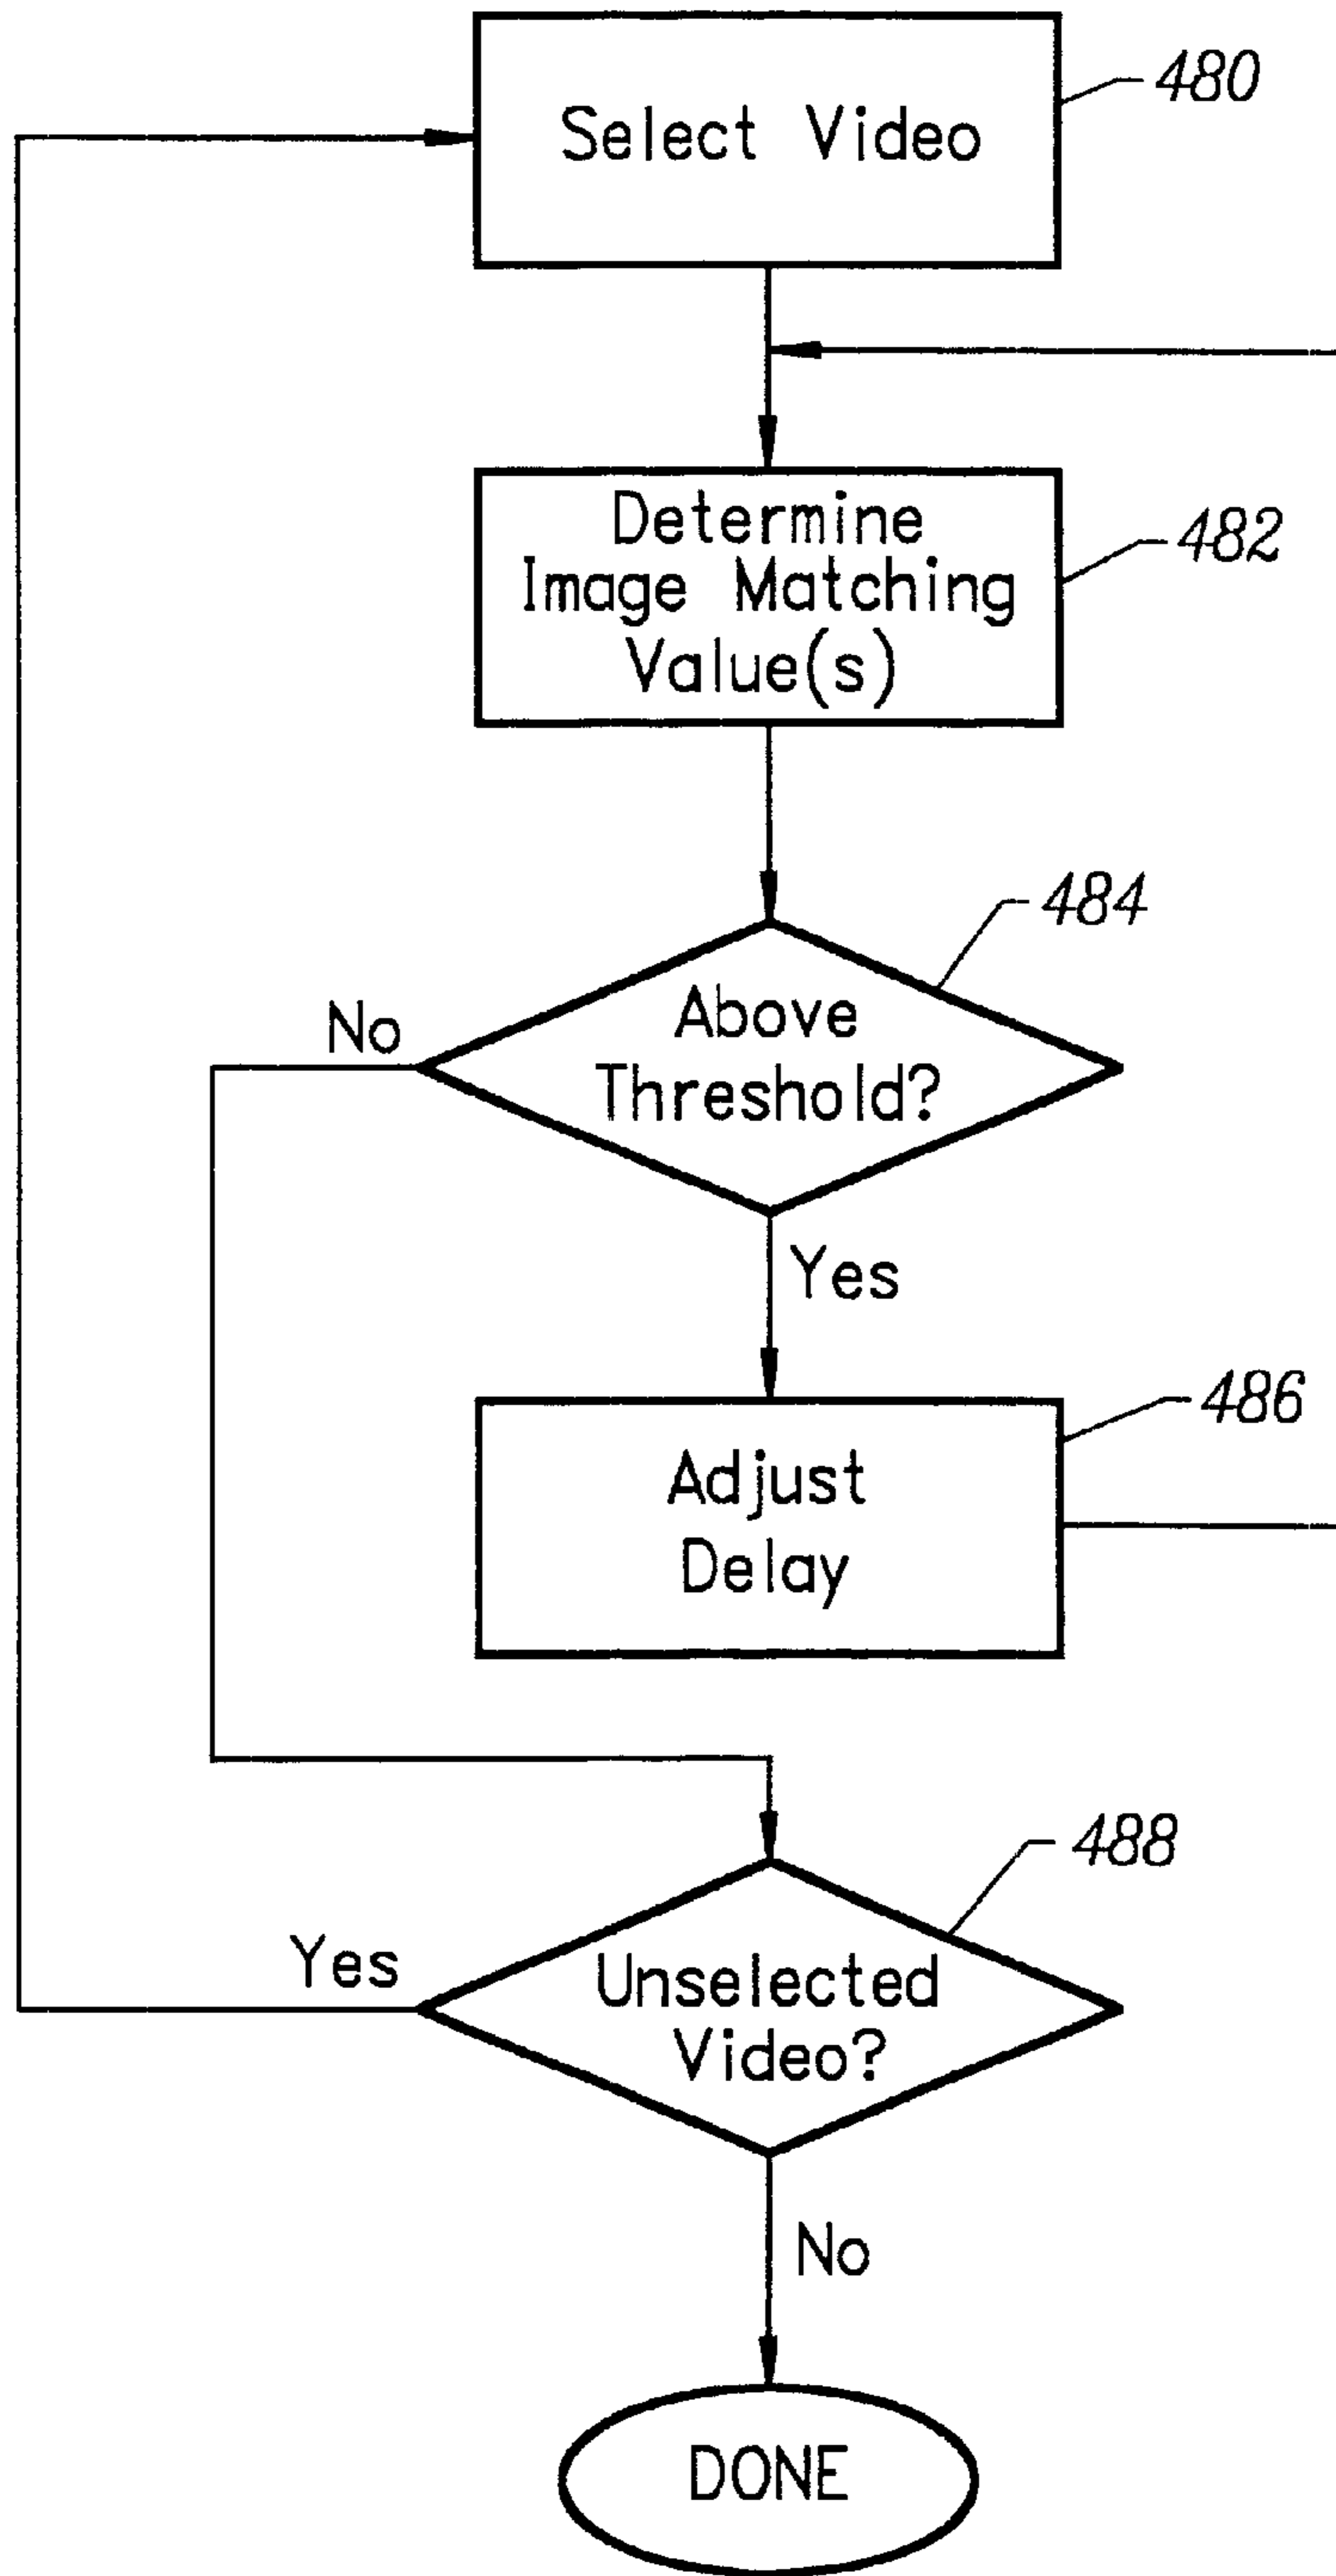 Select Video
480
Determine
Image Matching
Value(s)
482
484
No
Above
Threshold?
Yes
486
Adjust
Delay
488
Yes
Unselected
Video?
No
DONE